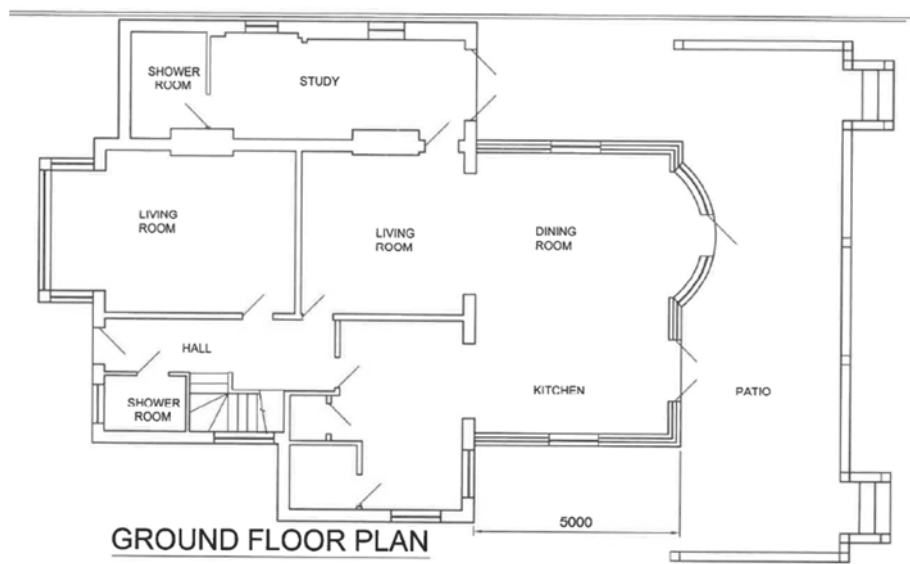 SHOWER
ROOM
STUDY
LIVING
ROOM
LIVING
ROOM
DINING
ROOM
HALL
SHOWER
ROOM
KITCHEN
PATIO
5000
GROUND FLOOR PLAN